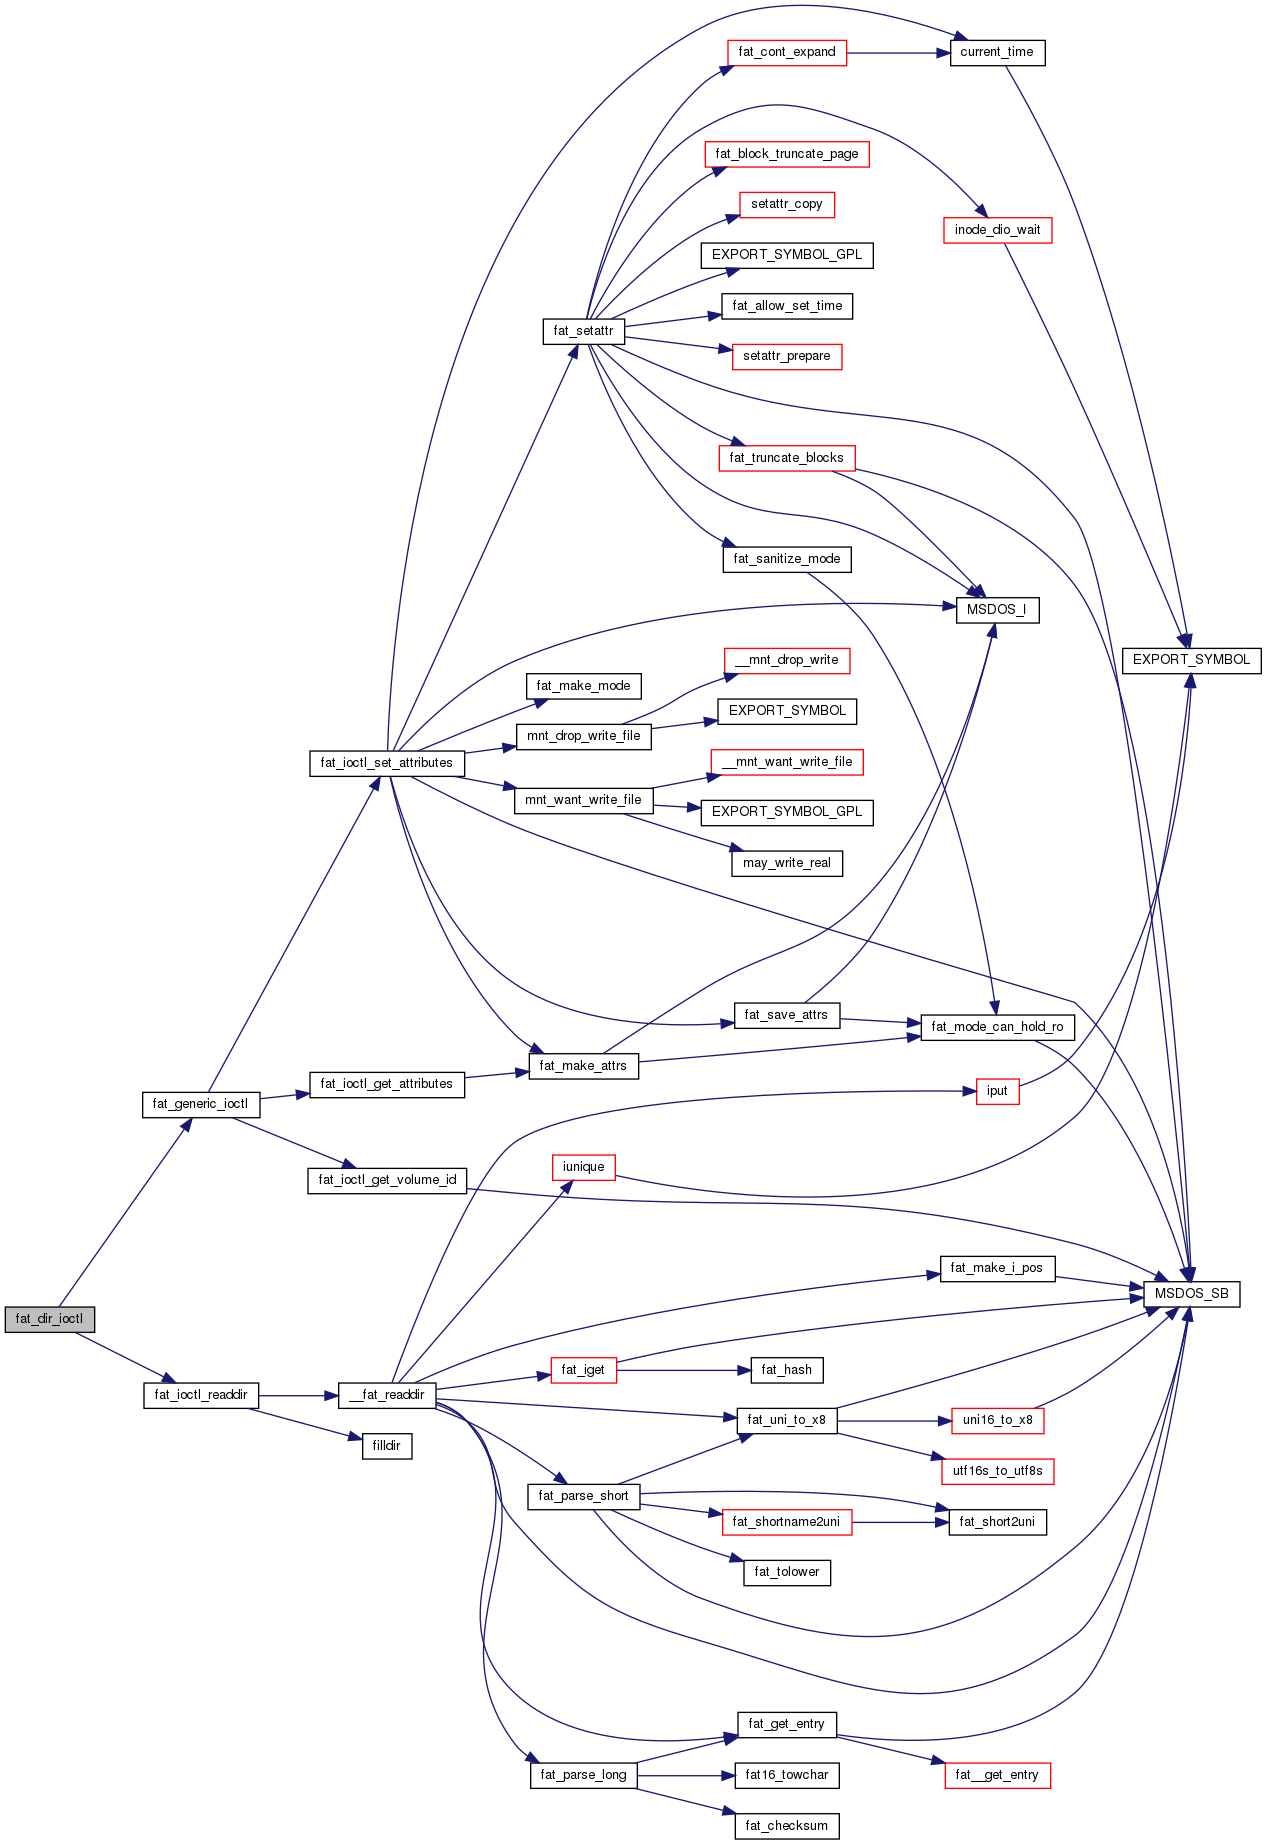 fat_cont_expand
current_time
fat_block_truncate_page
setattr_copy
inode_dio_wait
EXPORT_SYMBOL_GPL
fat_allow_set_time
fat_setattr
setattr_prepare
fat_truncate_blocks
fat_sanitize_mode
MSDOS_I
EXPORT_SYMBOL
__mnt_drop_write
fat_make_mode
EXPORT_SYMBOL
mnt_drop_write_file
fat_ioctl_set_attributes
__mnt_want_write_file
mnt_want_write_file
EXPORT_SYMBOL_GPL
may_write_real
fat_save_attrs
fat_mode_can_hold_ro
fat_make_attrs
fat_ioctl_get_attributes
iput
fat_generic_ioctl
iunique
fat_ioctl_get_volume_id
fat_make_i_pos
MSDOS_SB
fat_dir_ioctl
fat_iget
fat_hash
fat_ioctl_readdir
__fat_readdir
fat_uni_to_x8
uni16_to_x8
filldir
utf16s_to_utf8s
fat_parse_short
fat_shortname2uni
fat_short2uni
fat_tolower
fat_get_entry
fat_parse_long
fat16_towchar
fat__get_entry
fat_checksum